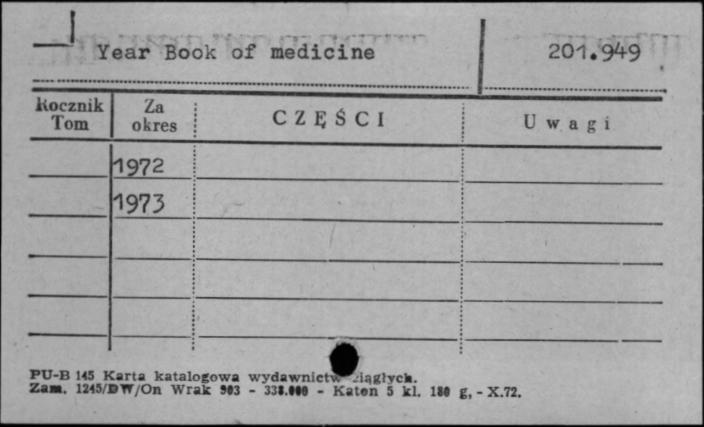 Year Book of medicine 201.949
Rocznik Tom Za okres CZĘŚCI Uwagi
1972
1973
PU-B 145 Karta katalogowa wydawnictw ciągłych.
Zam. 1245/DW/On Wrak 903 - 338.000 - Katon 5 kl. 180 g, - X.72.